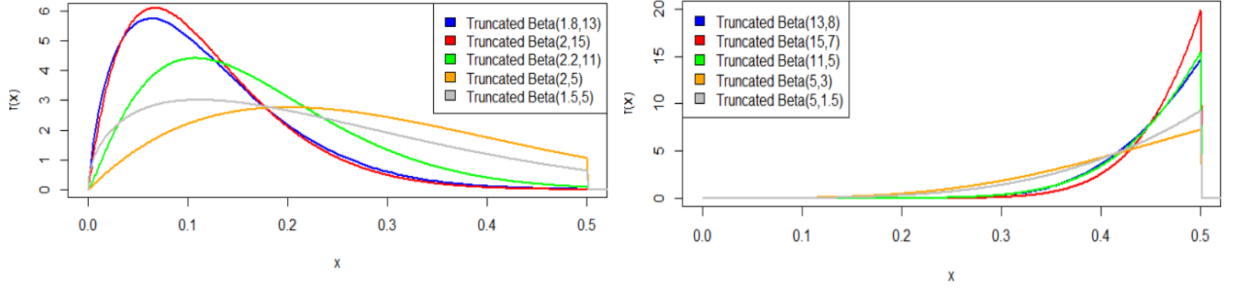 f(x)
6
5
4
3
2
1
0
Truncated Beta(1.8,13)
Truncated Beta(2,15)
Truncated Beta(2.2,11)
Truncated Beta(2,5)
Truncated Beta(1.5,5)
0.0 0.1 0.2 0.3 0.4 0.5
x
f(x)
20
15
10
5
0
Truncated Beta(13,8)
Truncated Beta(15,7)
Truncated Beta(11,5)
Truncated Beta(5,3)
Truncated Beta(5,1.5)
0.0 0.1 0.2 0.3 0.4 0.5
x